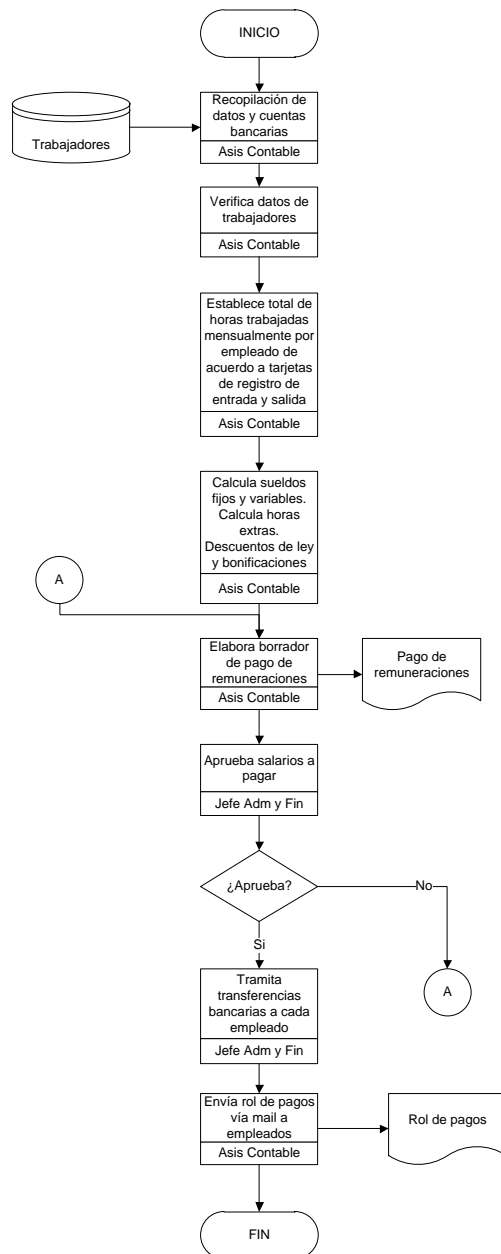 INICIO
Trabajadores
Recopilación de
datos y cuentas
bancarias
Asis Contable
Verifica datos de
trabajadores
Asis Contable
Establece total de
horas trabajadas
mensualmente por
empleado de
acuerdo a tarjetas
de registro de
entrada y salida
Asis Contable
Calcula sueldos
fijos y variables.
Calcula horas
extras.
Descuentos de ley
y bonificaciones
Asis Contable
A
Elabora borrador
de pago de
remuneraciones
Asis Contable
Pago de
remuneraciones
Aprueba salarios a
pagar
Jefe Adm y Fin
¿Aprueba?
No
Si
A
Tramita
transferencias
bancarias a cada
empleado
Jefe Adm y Fin
Envía rol de pagos
vía mail a
empleados
Asis Contable
Rol de pagos
FIN